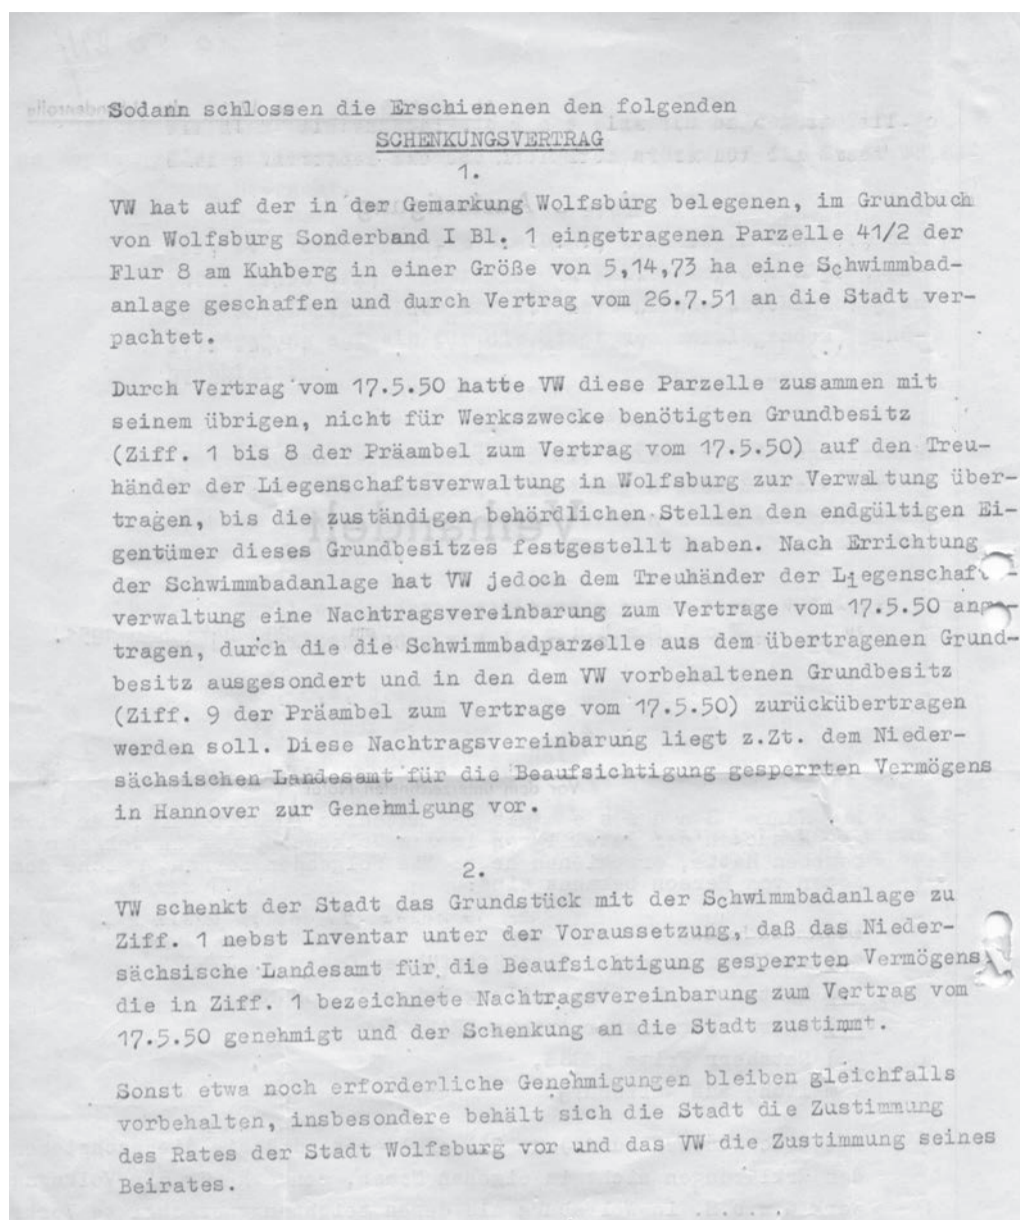 Sodann schlossen die Erschienenen den folgenden
SCHENKUNGSVERTRAG
1.
VW hat auf der in der Gemarkung Wolfsburg belegenen, im Grundbuch
von Wolfsburg Sonderband I Bl. 1 eingetragenen Parzelle 41/2 der
Flur 8 am Kuhberg in einer Größe von 5,14,73 ha eine Schwimmbad-
anlage geschaffen und durch Vertrag vom 26.7.51 an die Stadt ver-
pachtet.
Durch Vertrag vom 17.5.50 hatte VW diese Parzelle zusammen mit
seinem übrigen, nicht für Werkszwecke benötigten Grundbesitz
(Ziff. 1 bis 8 der Präambel zum Vertrag vom 17.5.50) auf den Treu-
händer der Liegenschaftsverwaltung in Wolfsburg zur Verwaltung über-
tragen, bis die zuständigen behördlichen Stellen den endgültigen Ei-
gentümer dieses Grundbesitzes festgestellt haben. Nach Errichtung
der Schwimmbadanlage hat VW jedoch dem Treuhänder der
verwaltung eine Nachtragsvereinbarung zum Vertrage vom 17.5.50
tragen, durch die die Schwimmbadparzelle aus dem übertragenen Grund-
besitz ausgesondert und in den dem VW vorbehaltenen Grundbesitz
(Ziff. 9 der Präambel zum Vertrage vom 17.5.50) zurückübertragen
werden soll. Diese Nachtragsvereinbarung liegt z.Zt. dem Nieder-
sächsischen Landesamt für die Beaufsichtigung gesperrten Vermögens
in Hannover zur Genehmigung vor.
2.
VW schenkt der Stadt das Grundstück mit der Schwimmbadanlage zu
Ziff. 1 nebst Inventar unter der Voraussetzung, daß das Nieder-
sächsische Landesamt für die Beaufsichtigung gesperrten Vermögens
die in Ziff. 1 bezeichnete Nachtragsvereinbarung zum Vertrag vom
17.5.50 genehmigt und der Schenkung an die Stadt zustimmt.
Sonst etwa noch erforderliche Genehmigungen bleiben gleichfalls
vorbehalten, insbesondere behält sich die Stadt die Zustimmung
des Rates der Stadt Wolfsburg vor und das VW die Zustimmung seines
Beirates.